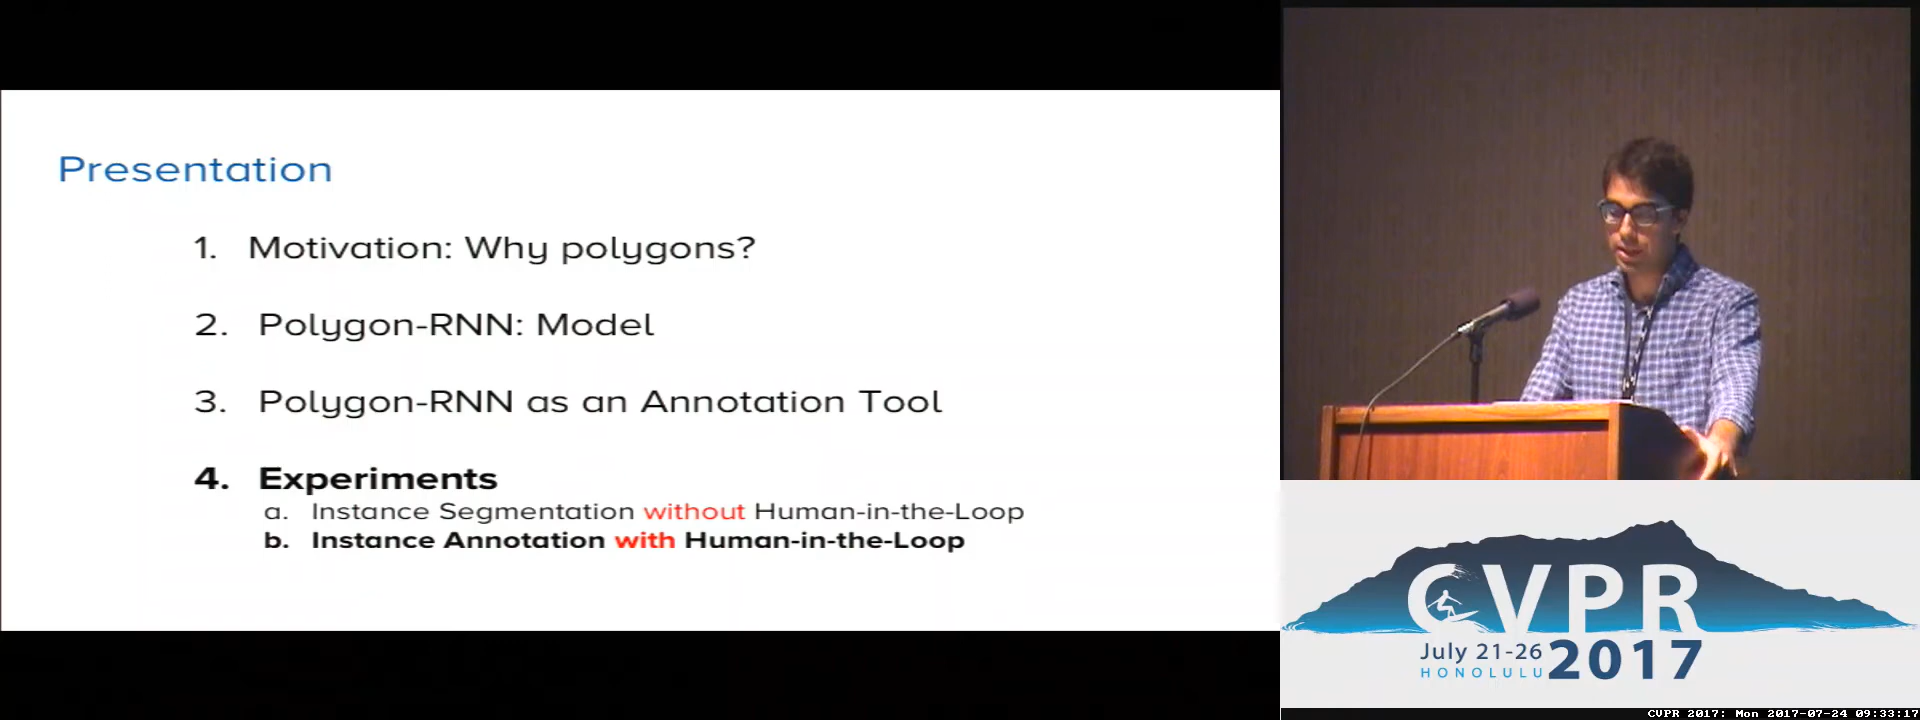 Presentation
1. Motivation: Why polygons?
2. Polygon-RNN: Model
3. Polygon-RNN as an Annotation Tool
4. Experiments
a. Instance Segmentation without Human-in-the-Loop
b. Instance Annotation with Human-in-the-Loop
CVPR
July 21-26
HONOLULU
2017
CVPR 2017: Mon 2017-07-24 09:33:17